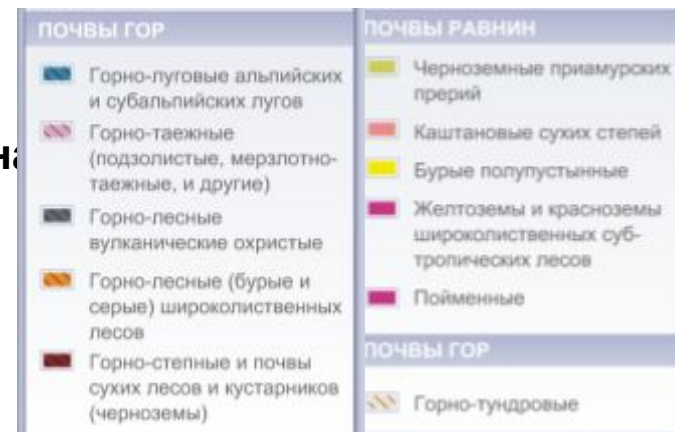 на
ПОЧВЫ ГОР
Горно-луговые альпийских
и субальпийских лугов
Горно-таежные
(подзолистые, мерзлотно-
таежные, и другие)
Горно-лесные
вулканические охристые
Горно-лесные (бурые и
серые) широколиственных
лесов
Горно-степные и почвы
сухих лесов и кустарников
(черноземы)
ПОЧВЫ РАВНИН
Черноземные приамурских
прерий
Каштановые сухих степей
Бурые полупустынные
Желтоземы и красноземы
широколиственных суб-
тропических лесов
Пойменные
ПОЧВЫ ГОР
Горно-тундровые